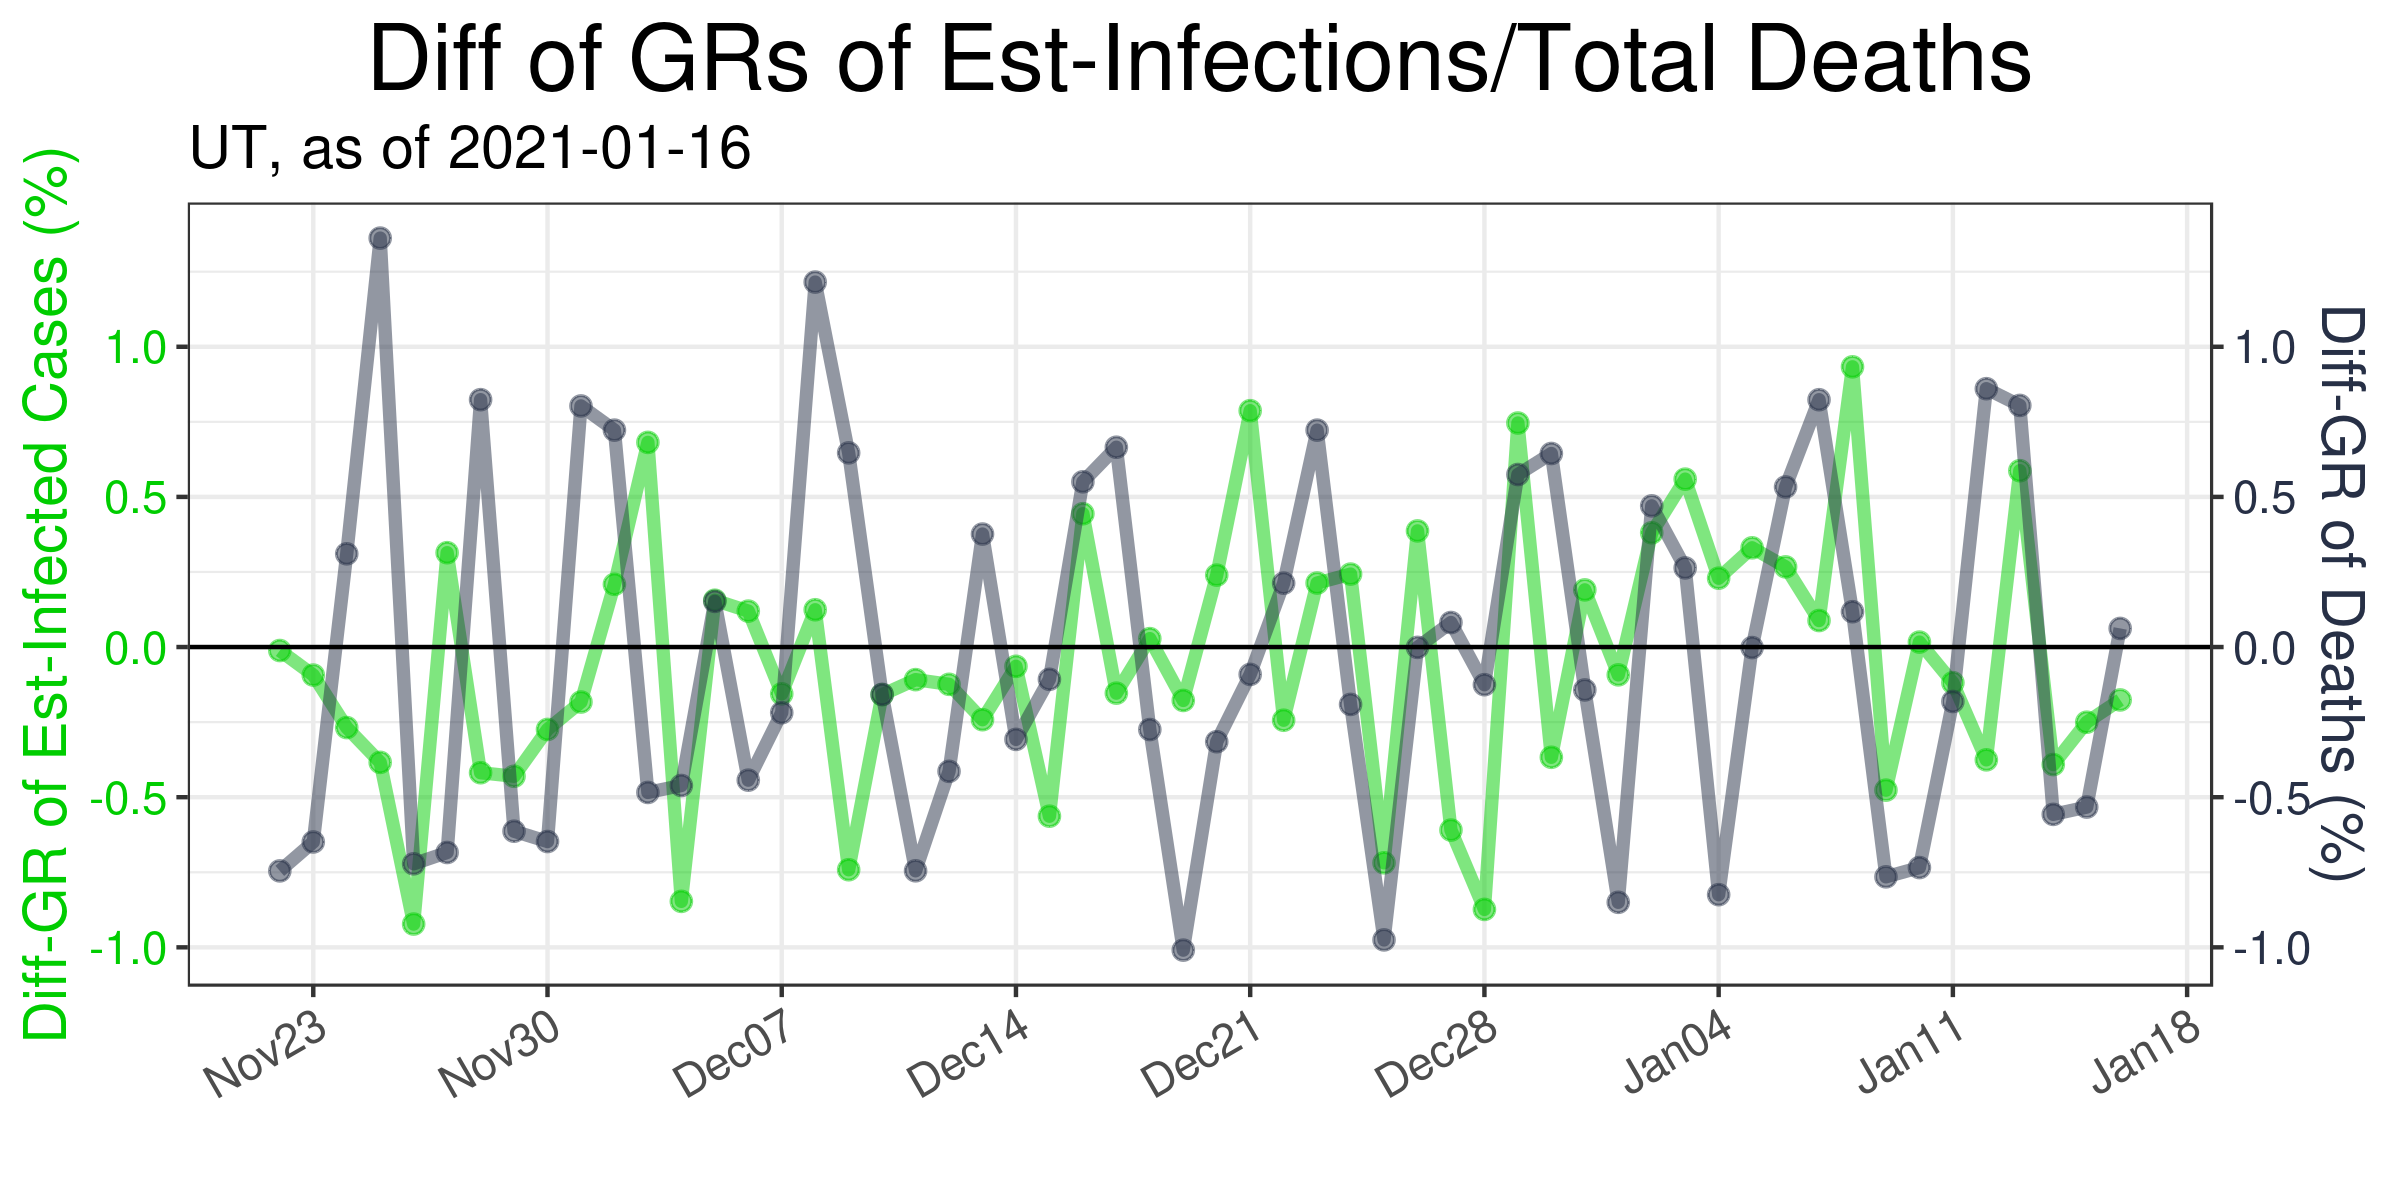 Diff of GRs of Est-Infections/Total Deaths
UT, as of 2021-01-16
Diff-GR of Est-Infected Cases (%)
1.0
0.5
0.0
-0.5
-1.0
1.0
0.5
0.0
-0.5
-1.0
Diff-GR of Deaths (%)
Nov23
Nov30
Dec07
Dec14
Dec21
Dec28
Jan04
Jan11
Jan18